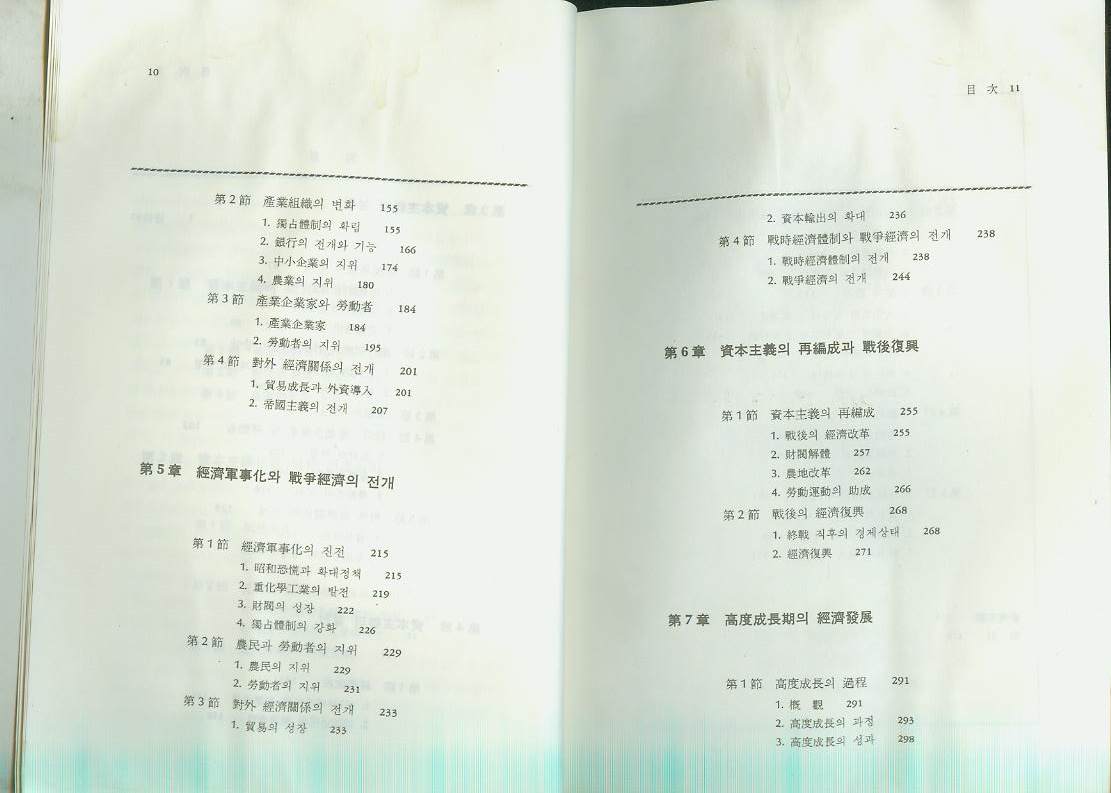 10
第2節 産業組織의 변화 155
1. 獨占體制의 확립 155
2. 銀行의 전개와 기능 166
3. 中小企業의 지위 174
4. 農業의 지위 180
第3節 産業企業家와 勞動者 184
1. 産業企業家 184
2. 勞動者의 지위 195
第4節 對外 經濟關係의 전개 201
1. 貿易成長과 外資導入 201
2. 帝國主義의 전개 207
第5章 經濟軍事化와 戰爭經濟의 전개
第1節 經濟軍事化의 진전 215
1. 昭和恐慌과 확대정책 215
2. 重化學工業의 발전 219
3. 財閥의 성장 222
4. 獨占體制의 강화 226
第2節 農民과 勞動者의 지위 229
1. 農民의 지위 229
2. 勞動者의 지위 231
第3節 對外 經濟關係의 전개 233
1. 貿易의 성장 233
目次 11
2. 資本輸出의 확대 236
第4節 戰時經濟體制와 戰爭經濟의 전개 238
1. 戰時經濟體制의 전개 238
2. 戰爭經濟의 전개 244
第6章 資本主義의 再編成과 戰後復興
第1節 資本主義의 再編成 255
1. 戰後의 經濟改革 255
2. 財閥解體 257
3. 農地改革 262
4. 勞動運動의 助成 266
第2節 戰後의 經濟復興 268
1. 終戰 직후의 경제상태 268
2. 經濟復興 271
第7章 高度成長期의 經濟發展
第1節 高度成長의 過程 291
1. 槪觀 291
2. 高度成長의 과정 293
3. 高度成長의 성과 298